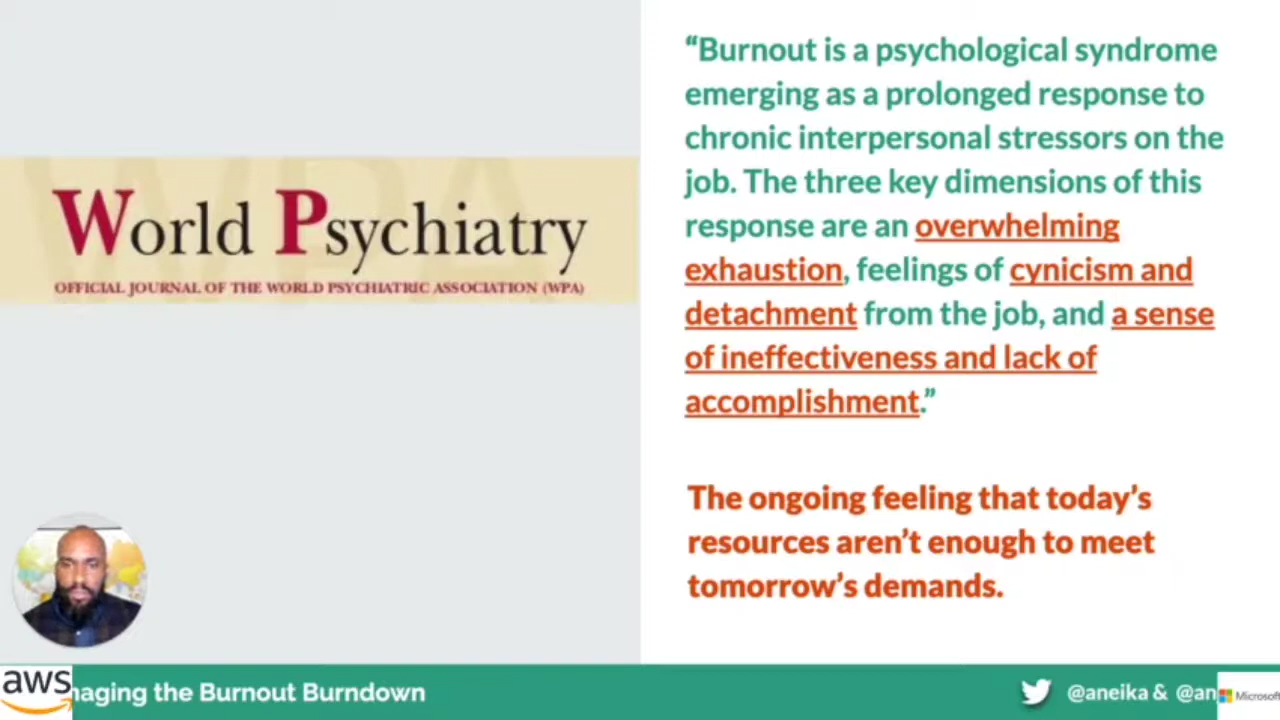 World Psychiatry
OFFICIAL JOURNAL OF THE WORLD PSYCHIATRIC ASSOCIATION (WPA)
“Burnout is a psychological syndrome
emerging as a prolonged response to
chronic interpersonal stressors on the
job. The three key dimensions of this
response are an overwhelming
exhaustion, feelings of cynicism and
detachment from the job, and a sense
of ineffectiveness and lack of
accomplishment.”
The ongoing feeling that today’s
resources aren’t enough to meet
tomorrow’s demands.
aws
naging the Burnout Burndown
@aneika & @an
Microsoft